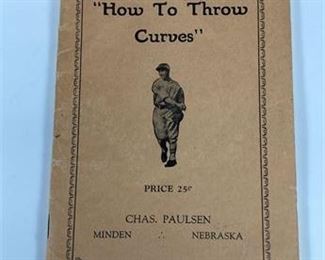 "How To Throw
Curves"
PRICE 25¢
CHAS. PAULSEN
MINDEN ∴ NEBRASKA